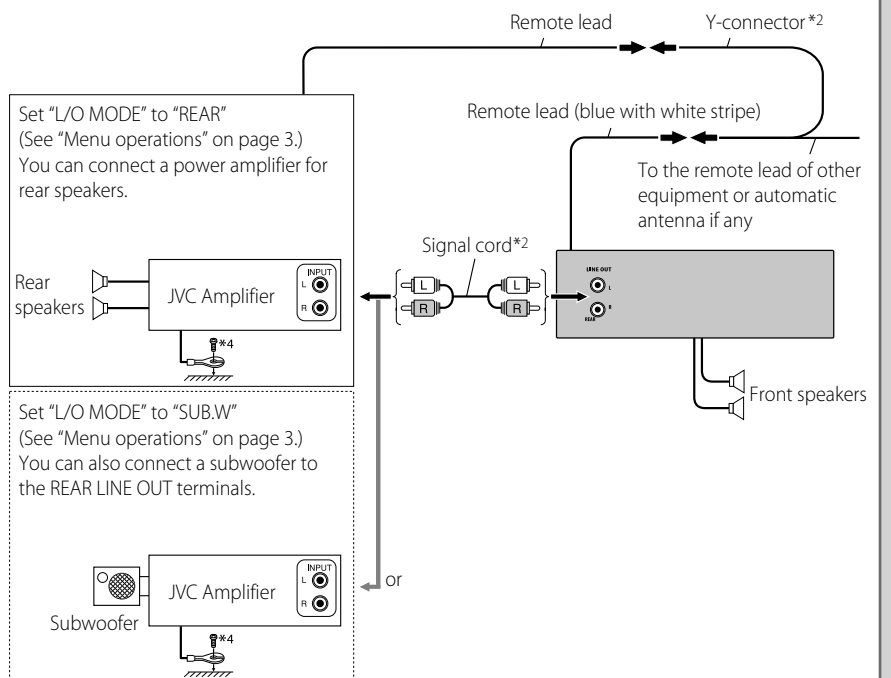 Remote lead
Y-connector *2
Set “L/O MODE” to “REAR”
(See “Menu operations” on page 3.)
You can connect a power amplifier for
rear speakers.
Remote lead (blue with white stripe)
To the remote lead of other
equipment or automatic
antenna if any
Signal cord*2
Rear
speakers
JVC Amplifier
INPUT
L
R
*4
L
R
L
R
LINE OUT
L
R
REAR
Front speakers
Set “L/O MODE” to “SUB.W”
(See “Menu operations” on page 3.)
You can also connect a subwoofer to
the REAR LINE OUT terminals.
Subwoofer
JVC Amplifier
INPUT
L
R
or
*4